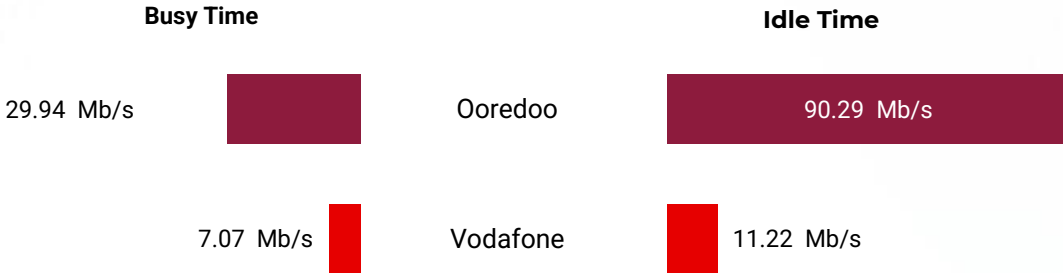 Busy Time
Idle Time
29.94 Mb/s
Ooredoo
90.29 Mb/s
7.07 Mb/s
Vodafone
11.22 Mb/s